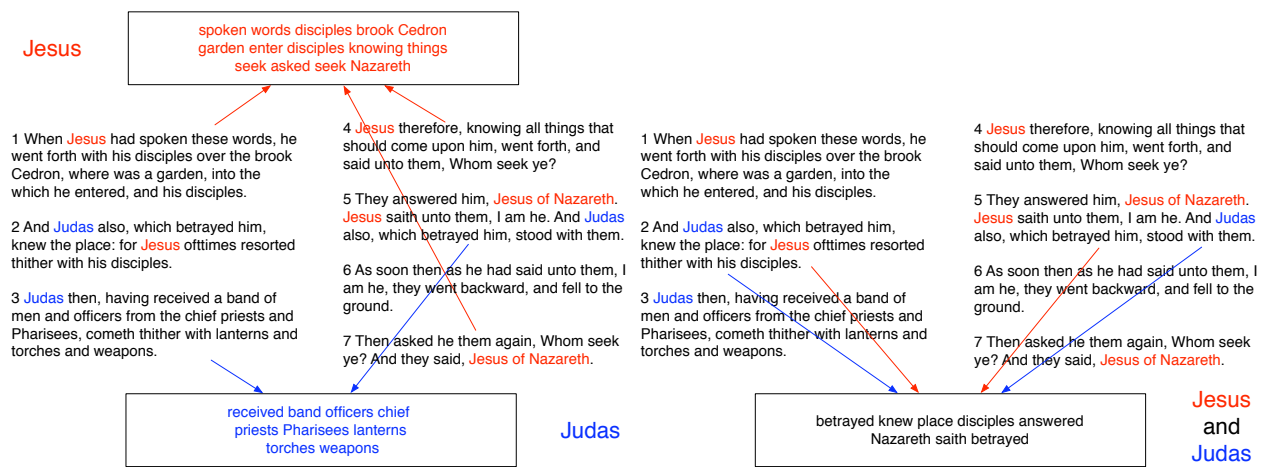 Jesus
spoken words disciples brook Cedron
garden enter disciples knowing things
seek asked seek Nazareth
1 When Jesus had spoken these words, he
went forth with his disciples over the brook
Cedron, where was a garden, into the
which he entered, and his disciples.
2 And Judas also, which betrayed him,
knew the place: for Jesus ofttimes resorted
thither with his disciples.
3 Judas then, having received a band of
men and officers from the chief priests and
Pharisees, cometh thither with lanterns and
torches and weapons.
4 Jesus therefore, knowing all things that
should come upon him, went forth, and
said unto them, Whom seek ye?
5 They answered him, Jesus of Nazareth.
Jesus saith unto them, I am he. And Judas
also, which betrayed him, stood with them.
6 As soon then as he had said unto them, I
am he, they went backward, and fell to the
ground.
7 Then asked he them again, Whom seek
ye? And they said, Jesus of Nazareth.
received band officers chief
priests Pharisees lanterns
torches weapons
Judas
1 When Jesus had spoken these words, he
went forth with his disciples over the brook
Cedron, where was a garden, into the
which he entered, and his disciples.
2 And Judas also, which betrayed him,
knew the place: for Jesus ofttimes resorted
thither with his disciples.
3 Judas then, having received a band of
men and officers from the chief priests and
Pharisees, cometh thither with lanterns and
torches and weapons.
4 Jesus therefore, knowing all things that
should come upon him, went forth, and
said unto them, Whom seek ye?
5 They answered him, Jesus of Nazareth.
Jesus saith unto them, I am he. And Judas
also, which betrayed him, stood with them.
6 As soon then as he had said unto them, I
am he, they went backward, and fell to the
ground.
7 Then asked he them again, Whom seek
ye? And they said, Jesus of Nazareth.
betrayed knew place disciples answered
Nazareth saith betrayed
Jesus
and
Judas